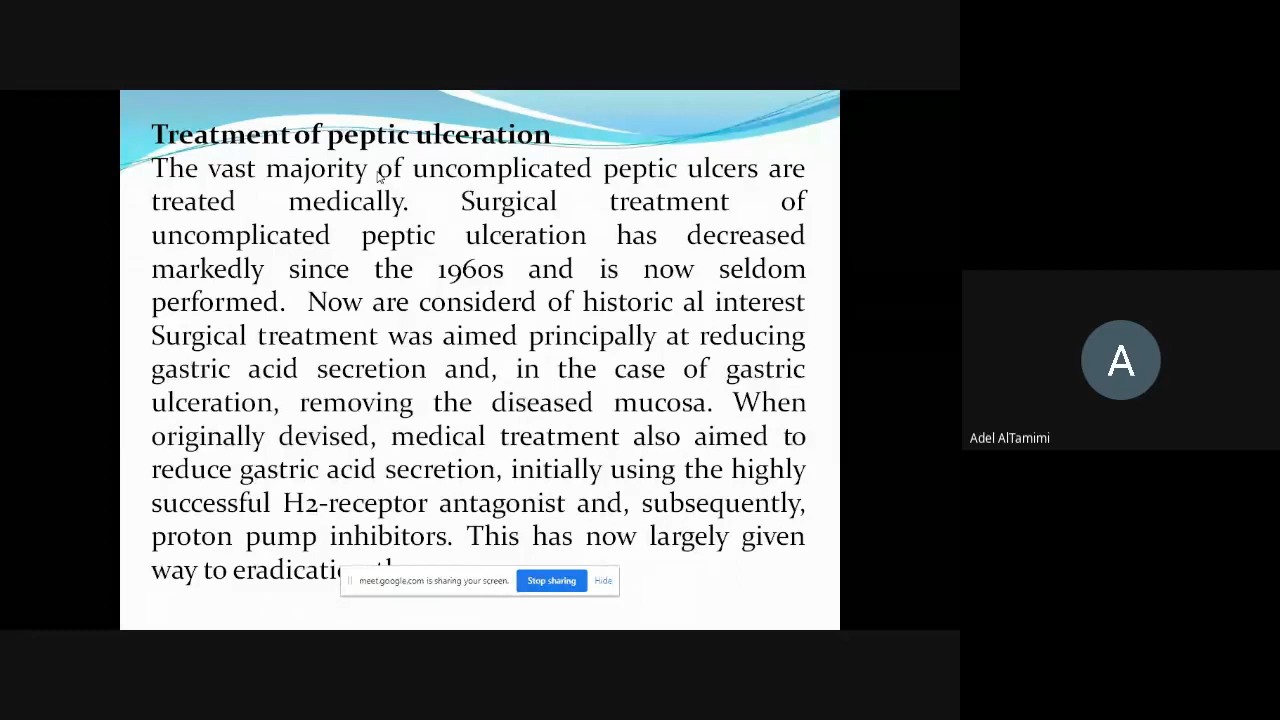 Treatment of peptic ulceration
The vast majority of uncomplicated peptic ulcers are
treated medically. Surgical treatment of
uncomplicated peptic ulceration has decreased
markedly since the 1960s and is now seldom
performed. Now are considerd of historic al interest
Surgical treatment was aimed principally at reducing
gastric acid secretion and, in the case of gastric
ulceration, removing the diseased mucosa. When
originally devised, medical treatment also aimed to
reduce gastric acid secretion, initially using the highly
successful H2-receptor antagonist and, subsequently,
proton pump inhibitors. This has now largely given
way to
meet.google.com is sharing your screen. Stop sharing Hide
A
Adel AlTamimi